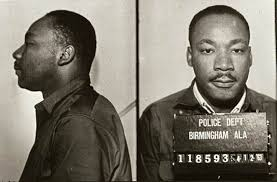 POLICE DEPT
BIRMINGHAM ALA
118593